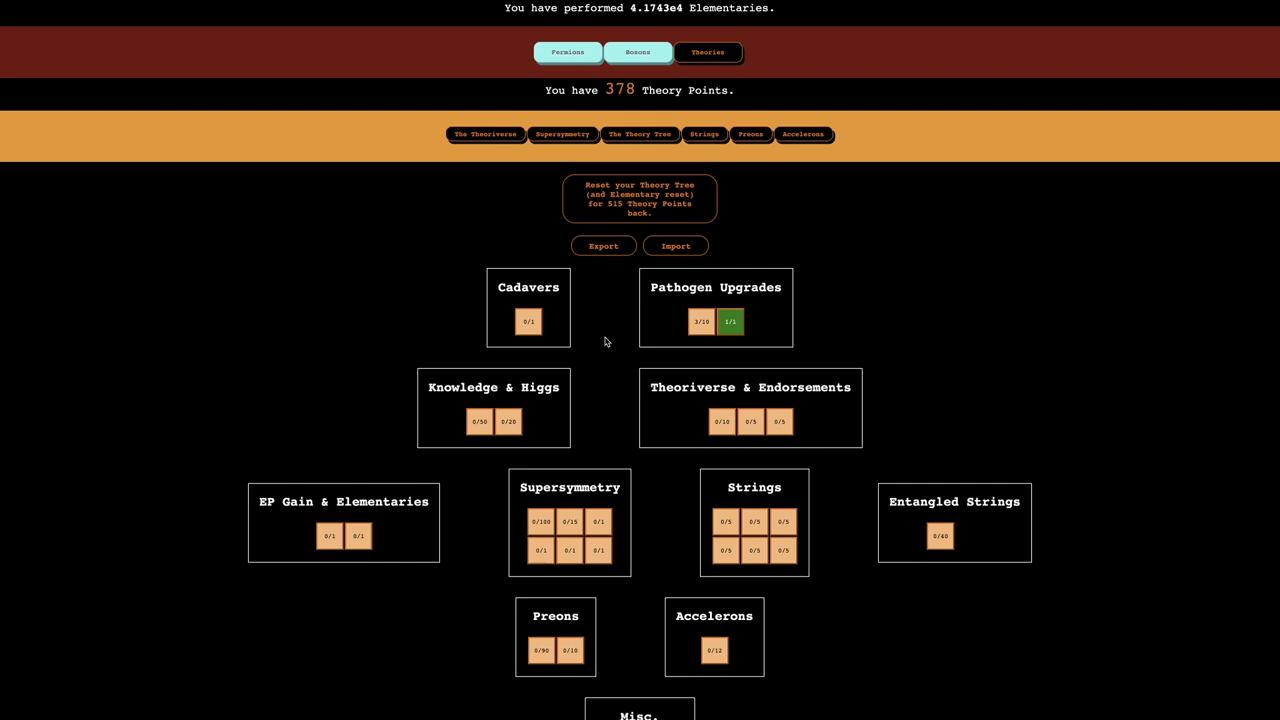 You have performed 4.1743e4 Elementaries.
Fermions Bosons Theories
You have 378 Theory Points.
The Theoriverse Supersymmetry The Theory Tree Strings Preons Accelerons
Reset your Theory Tree
(and Elementary reset)
for 515 Theory Points
back.
Export Import
Cadavers Pathogen Upgrades
0/1 3/10 1/1
Knowledge & Higgs Theoriverse & Endorsements
0/50 0/20 0/10 0/5 0/5
Supersymmetry Strings
EP Gain & Elementaries Entangled Strings
0/100 0/15 0/1 0/5 0/5 0/5
0/1 0/1 0/40
0/1 0/1 0/1 0/5 0/5 0/5
Preons Accelerons
0/90 0/10 0/12
Misc.